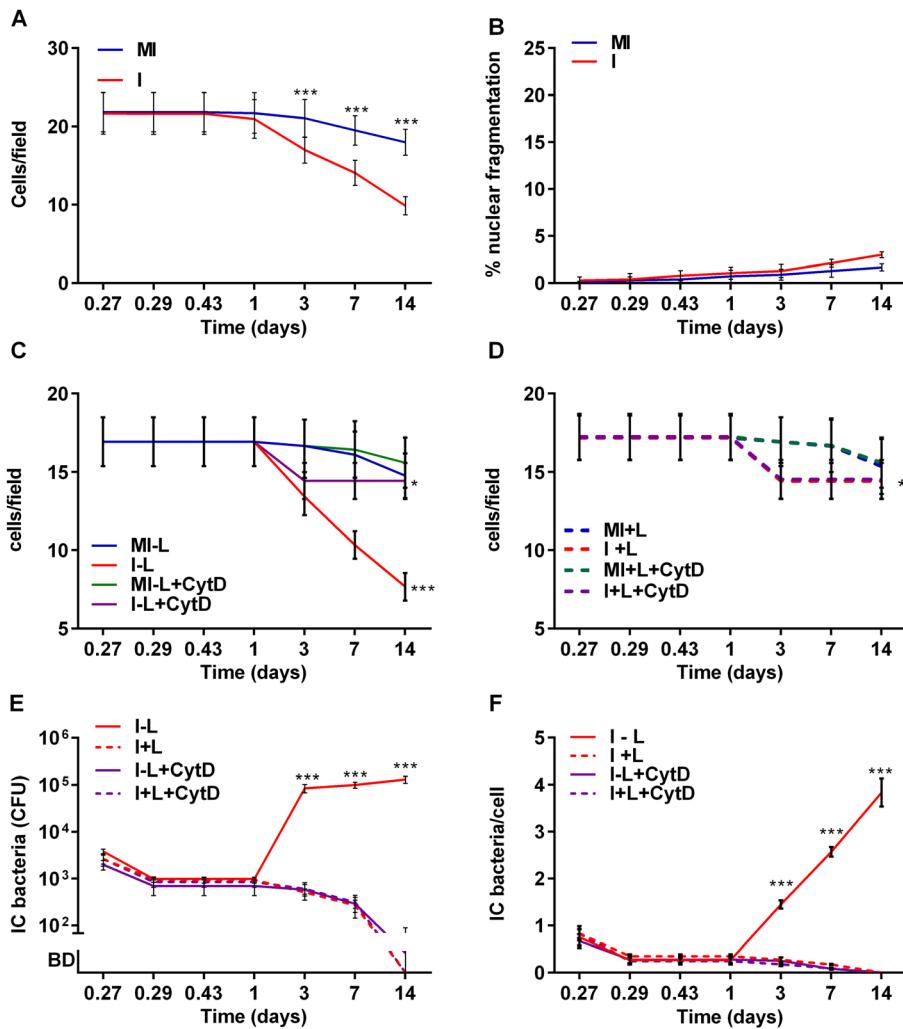 A
MI
I
***
***
***
30
20
10
0
Cells/field
0.27 0.29 0.43 1 3 7 14
Time (days)
B
MI
I
25
20
15
10
5
0
% nuclear fragmentation
0.27 0.29 0.43 1 3 7 14
Time (days)
C
20
15
10
5
cells/field
*
***
MI-L
I-L
MI-L+CytD
I-L+CytD
0.27 0.29 0.43 1 3 7 14
Time (days)
D
20
15
10
5
cells/field
*
MI+L
I +L
MI+L+CytD
I+L+CytD
0.27 0.29 0.43 1 3 7 14
Time (days)
E
I-L
I+L
I-L+CytD
I+L+CytD
10⁶
10⁵
10⁴
10³
10²
BD
IC bacteria (CFU)
***
***
***
0.27 0.29 0.43 1 3 7 14
Time (days)
F
I - L
I +L
I-L+CytD
I+L+CytD
5
4
3
2
1
0
IC bacteria/cell
***
***
***
0.27 0.29 0.43 1 3 7 14
Time (days)